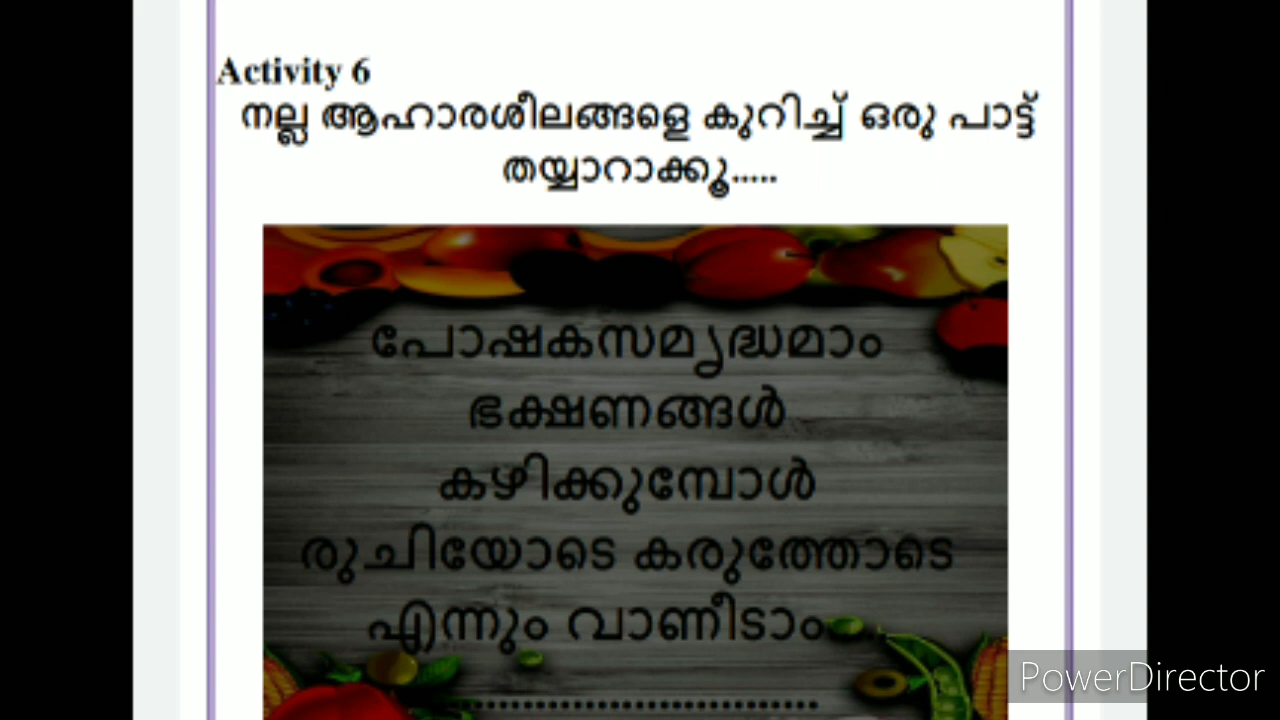 Activity 6
നല്ല ആഹാരശീലങ്ങളെ കുറിച്ച് ഒരു പാട്ട്
തയ്യാറാക്കൂ.....
പോഷകസമൃദ്ധമാം
ഭക്ഷണങ്ങൾ
കഴിക്കുമ്പോൾ
രുചിയോടെ കരുത്തോടെ
എന്നും വാണീടാം
............................
PowerDirector